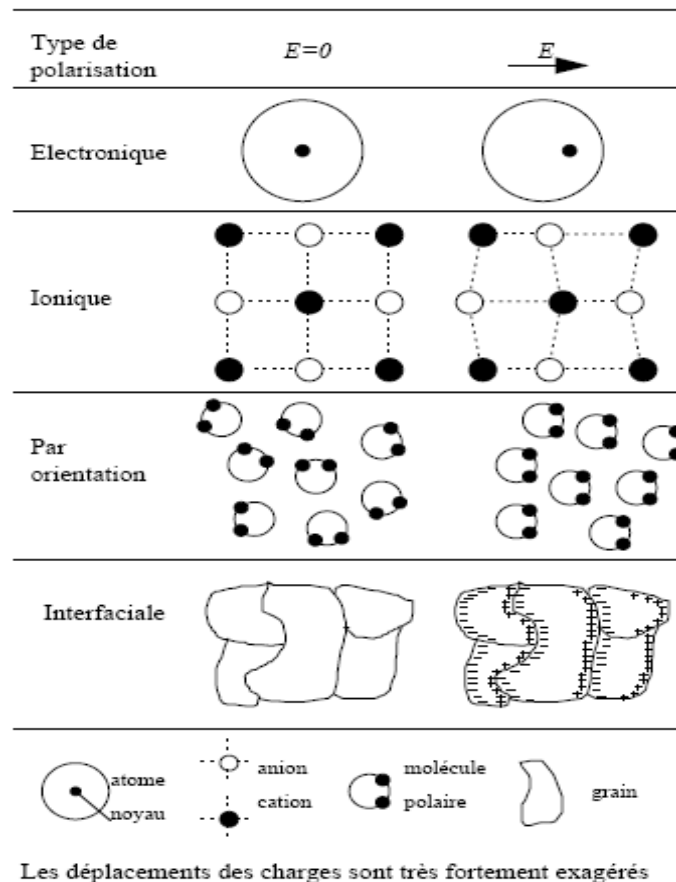 Type de
polarisation
E=0
E
Electronique
Ionique
Par
orientation
Interfaciale
atome
noyau
anion
cation
molécule
polaire
grain
Les déplacements des charges sont très fortement exagérés